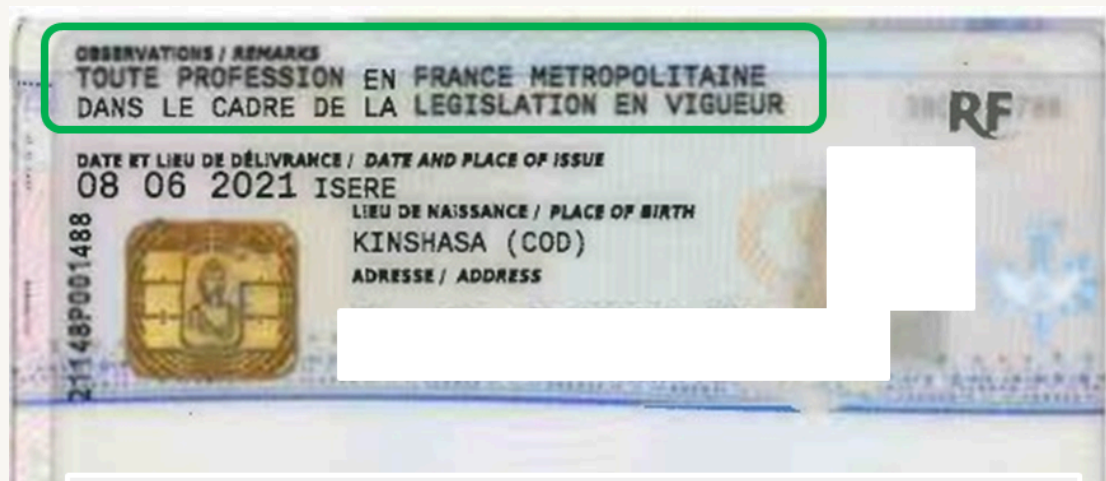 OBSERVATIONS / REMARKS
TOUTE PROFESSION EN FRANCE METROPOLITAINE
DANS LE CADRE DE LA LEGISLATION EN VIGUEUR
RF
DATE ET LIEU DE DÉLIVRANCE / DATE AND PLACE OF ISSUE
08 06 2021 ISERE
LIEU DE NAISSANCE / PLACE OF BIRTH
KINSHASA (COD)
ADRESSE / ADDRESS
21148P001488